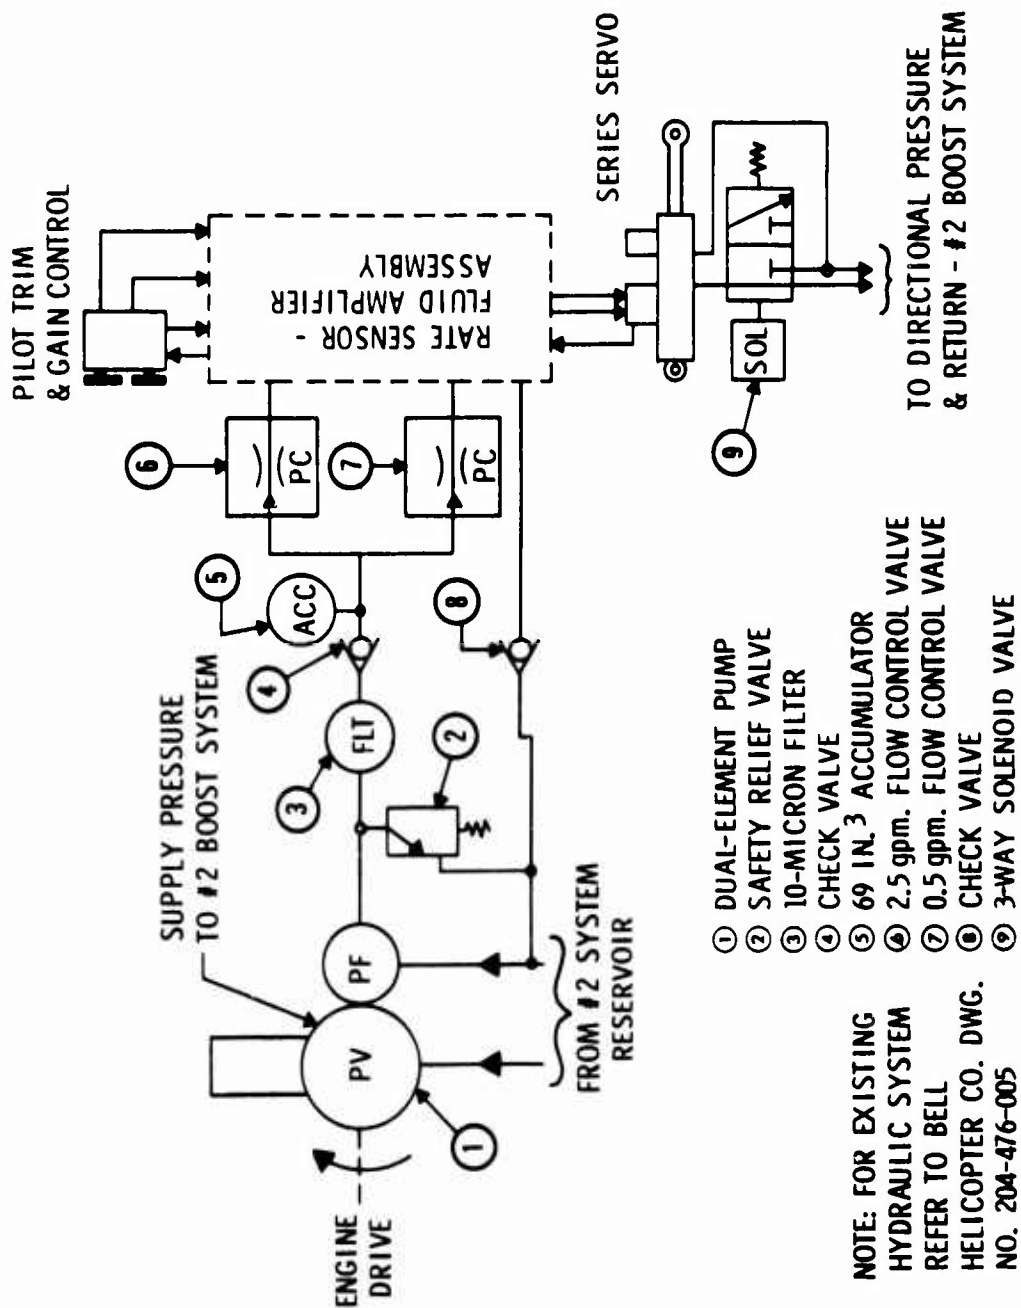 ENGINE
DRIVE
SUPPLY PRESSURE
TO #2 BOOST SYSTEM
PV
PF
1
FROM #2 SYSTEM
RESERVOIR
3
FLT
2
4
5
ACC
8
6
PC
7
PC
PILOT TRIM
& GAIN CONTROL
RATE SENSOR -
FLUID AMPLIFIER
ASSEMBLY
SERIES SERVO
SOL
9
TO DIRECTIONAL PRESSURE
& RETURN - #2 BOOST SYSTEM
NOTE: FOR EXISTING
HYDRAULIC SYSTEM
REFER TO BELL
HELICOPTER CO. DWG.
NO. 204-476-005
1 DUAL-ELEMENT PUMP
2 SAFETY RELIEF VALVE
3 10-MICRON FILTER
4 CHECK VALVE
5 69 IN.3 ACCUMULATOR
6 2.5 gpm. FLOW CONTROL VALVE
7 0.5 gpm. FLOW CONTROL VALVE
8 CHECK VALVE
9 3-WAY SOLENOID VALVE